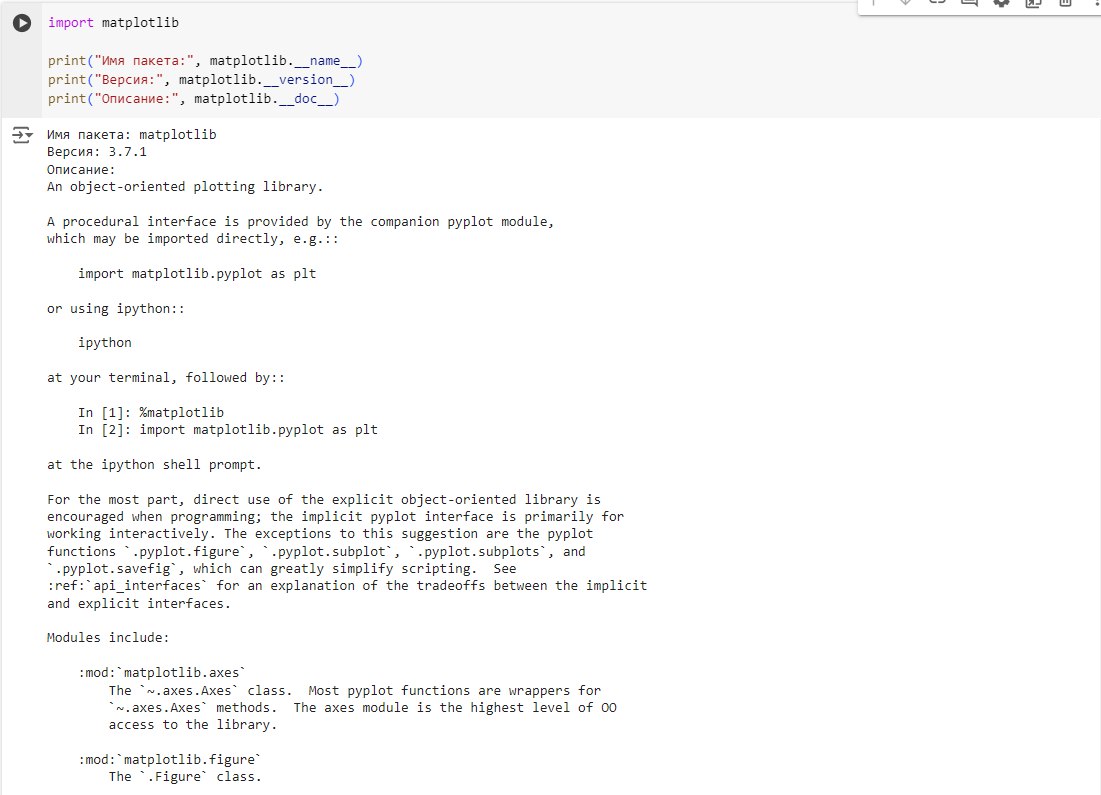 import matplotlib
print("Имя пакета:", matplotlib.__name__)
print("Версия:", matplotlib.__version__)
print("Описание:", matplotlib.__doc__)
Имя пакета: matplotlib
Версия: 3.7.1
Описание:
An object-oriented plotting library.
A procedural interface is provided by the companion pyplot module,
which may be imported directly, e.g.::
import matplotlib.pyplot as plt
or using ipython::
ipython
at your terminal, followed by::
In [1]: %matplotlib
In [2]: import matplotlib.pyplot as plt
at the ipython shell prompt.
For the most part, direct use of the explicit object-oriented library is
encouraged when programming; the implicit pyplot interface is primarily for
working interactively. The exceptions to this suggestion are the pyplot
functions `.pyplot.figure`, `.pyplot.subplot`, `.pyplot.subplots`, and
`.pyplot.savefig`, which can greatly simplify scripting.  See
:ref:`api_interfaces` for an explanation of the tradeoffs between the implicit
and explicit interfaces.
Modules include:
:mod:`matplotlib.axes`
The `~.axes.Axes` class.  Most pyplot functions are wrappers for
`~.axes.Axes` methods.  The axes module is the highest level of OO
access to the library.
:mod:`matplotlib.figure`
The `.Figure` class.